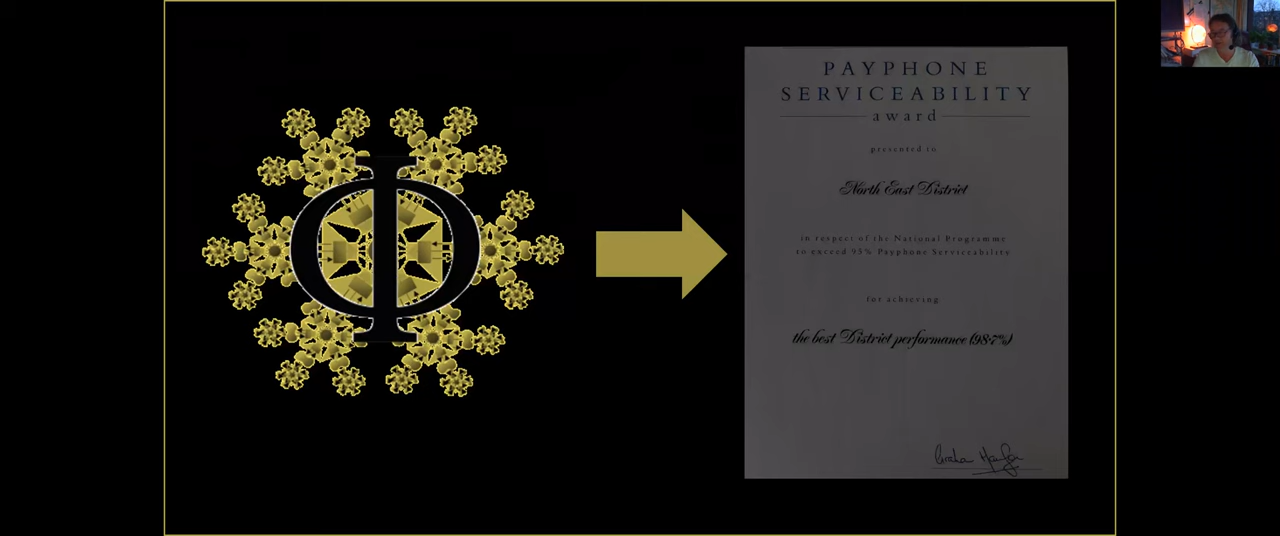 Φ
PAYPHONE
SERVICEABILITY
award
presented to
North East District
in respect of the National Programme
to exceed 95% Payphone Serviceability
for achieving
the best District performance (98·7%)
Graham